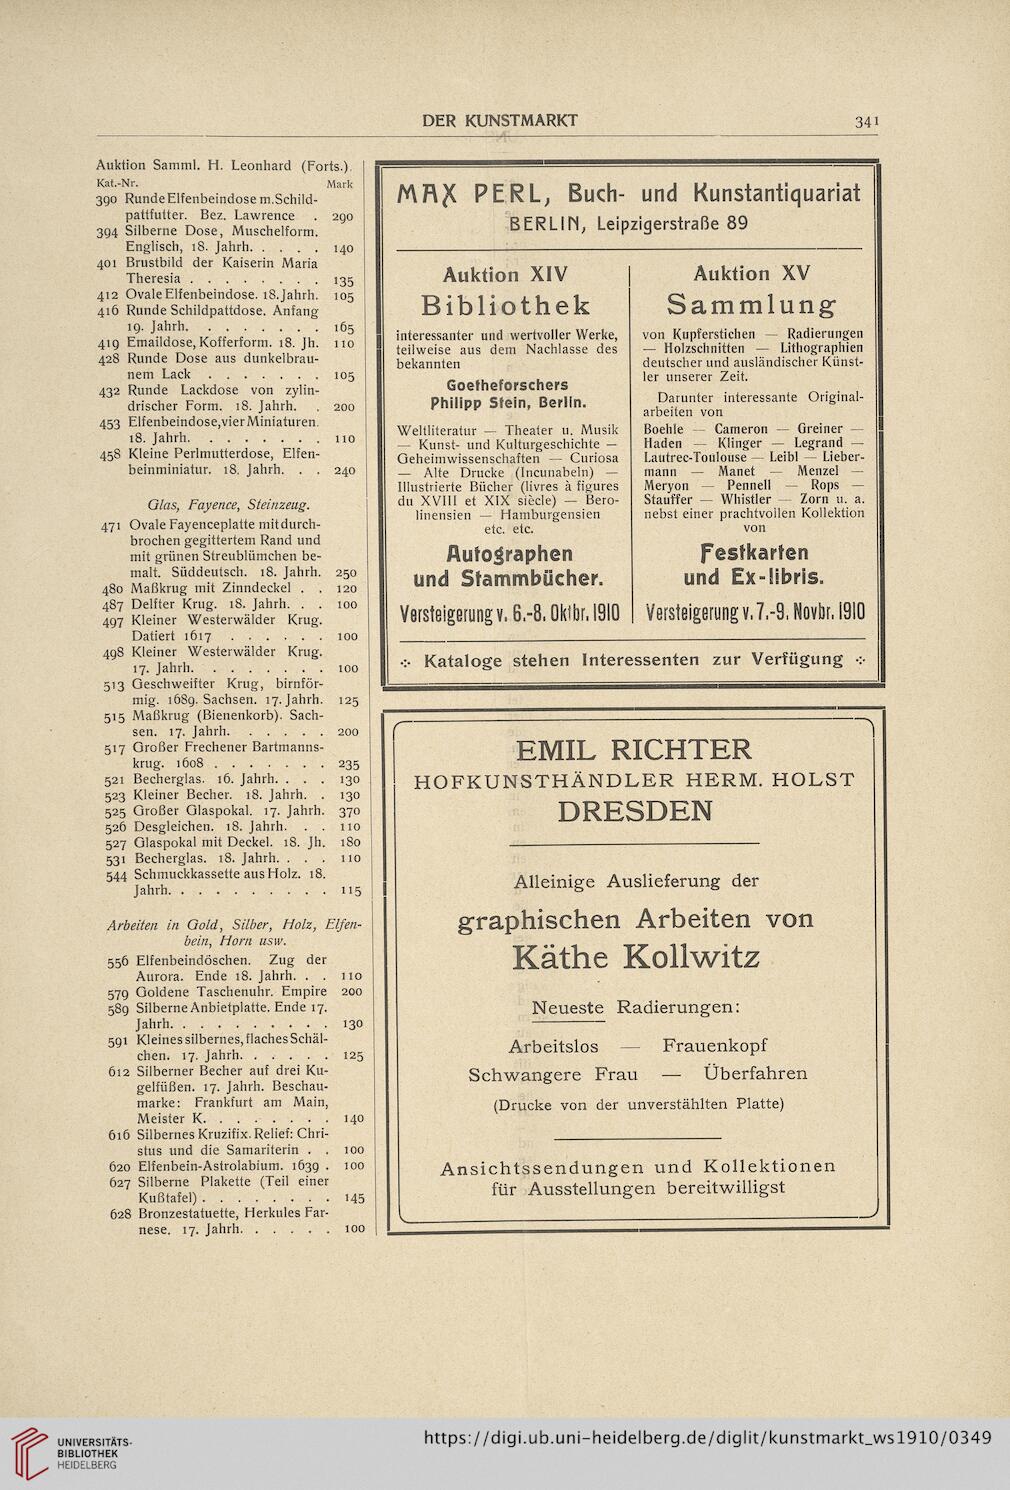 DER KUNSTMARKT
341
Auktion Samml. H. Leonhard (Forts.).
Kat.-Nr. Mark
390 Runde Elfenbeindose m. Schild-
pattfutter. Bez. Lawrence . 290
394 Silberne Dose, Muschelform.
Englisch, 18. Jahrh. . . . . 140
401 Brustbild der Kaiserin Maria
Theresia . . . . . . . . 135
412 Ovale Elfenbeindose. 18. Jahrh. 105
416 Runde Schildpattdose. Anfang
19. Jahrh. . . . . . . . 165
419 Emaildose, Kofferform. 18. Jh. 110
428 Runde Dose aus dunkelbrau-
nem Lack . . . . . . . 105
432 Runde Lackdose von zylin-
drischer Form. 18. Jahrh. . 200
453 Elfenbeindose, vier Miniaturen.
18. Jahrh. . . . . . . . 110
458 Kleine Perlmutterdose, Elfen-
beinminiatur. 18. Jahrh. . . 240
Glas, Fayence, Steinzeug.
471 Ovale Fayenceplatte mit durch-
brochen gegittertem Rand und
mit grünen Streublümchen be-
malt. Süddeutsch. 18. Jahrh. 250
480 Maßkrug mit Zinndeckel . . 120
487 Delfter Krug. 18. Jahrh. . . 100
497 Kleiner Westerwälder Krug.
Datiert 1617 . . . . . . 100
498 Kleiner Westerwälder Krug.
17. Jahrh. . . . . . . . 100
513 Geschweifter Krug, birnför-
mig. 1689. Sachsen. 17. Jahrh. 125
515 Maßkrug (Bienenkorb). Sach-
sen. 17. Jahrh. . . . . . 200
517 Großer Frechener Bartmanns-
krug. 1608 . . . . . . . 235
521 Becherglas. 16. Jahrh. . . . 130
523 Kleiner Becher. 18. Jahrh. . 130
525 Großer Glaspokal. 17. Jahrh. 370
526 Desgleichen. 18. Jahrh. . . 110
527 Glaspokal mit Deckel. 18. Jh. 180
531 Becherglas. 18. Jahrh. . . . 110
544 Schmuckkassette aus Holz. 18.
Jahrh. . . . . . . . . . 115
Arbeiten in Gold, Silber, Holz, Elfen-
bein, Horn usw.
556 Elfenbeindöschen. Zug der
Aurora. Ende 18. Jahrh. . . 110
579 Goldene Taschenuhr. Empire 200
589 Silberne Anbietplatte. Ende 17.
Jahrh. . . . . . . . . . 130
591 Kleines silbernes, flaches Schäl-
chen. 17. Jahrh. . . . . . 125
612 Silberner Becher auf drei Ku-
gelfüßen. 17. Jahrh. Beschau-
marke: Frankfurt am Main,
Meister K. . . . . . . . 140
616 Silbernes Kruzifix. Relief: Chri-
stus und die Samariterin . . 100
620 Elfenbein-Astrolabium. 1639 . 100
627 Silberne Plakette (Teil einer
Kußtafel) . . . . . . . . 145
628 Bronzestatuette, Herkules Far-
nese. 17. Jahrh. . . . . . 100
MAX PERL, Buch- und Kunstantiquariat
BERLIN, Leipzigerstraße 89
Auktion XIV
Bibliothek
interessanter und wertvoller Werke,
teilweise aus dem Nachlasse des
bekannten
Goetheforschers
Philipp Stein, Berlin.
Weltliteratur — Theater u. Musik
— Kunst- und Kulturgeschichte —
Geheimwissenschaften — Curiosa
— Alte Drucke (Incunabeln) —
Illustrierte Bücher (livres à figures
du XVIII et XIX siècle) — Bero-
linensien — Hamburgensien
etc. etc.
Autographen
und Stammbücher.
Versteigerung v. 6.-8. Oktbr. 1910
Auktion XV
Sammlung
von Kupferstichen — Radierungen
— Holzschnitten — Lithographien
deutscher und ausländischer Künst-
ler unserer Zeit.
Darunter interessante Original-
arbeiten von
Boehle — Cameron — Greiner —
Haden — Klinger — Legrand —
Lautrec-Toulouse — Leibl — Lieber-
mann — Manet — Menzel —
Meryon — Pennell — Rops —
Stauffer — Whistler — Zorn u. a.
nebst einer prachtvollen Kollektion
von
Festkarten
und Ex-libris.
Versteigerung v. 7.-9. Novbr. 1910
Kataloge stehen Interessenten zur Verfügung
EMIL RICHTER
HOFKUNSTHÄNDLER HERM. HOLST
DRESDEN
Alleinige Auslieferung der
graphischen Arbeiten von
Käthe Kollwitz
Neueste Radierungen:
Arbeitslos — Frauenkopf
Schwangere Frau — Überfahren
(Drucke von der unverstählten Platte)
Ansichtssendungen und Kollektionen
für Ausstellungen bereitwilligst
UNIVERSITÄTS-
BIBLIOTHEK
HEIDELBERG
https://digi.ub.uni-heidelberg.de/diglit/kunstmarkt_ws1910/0349